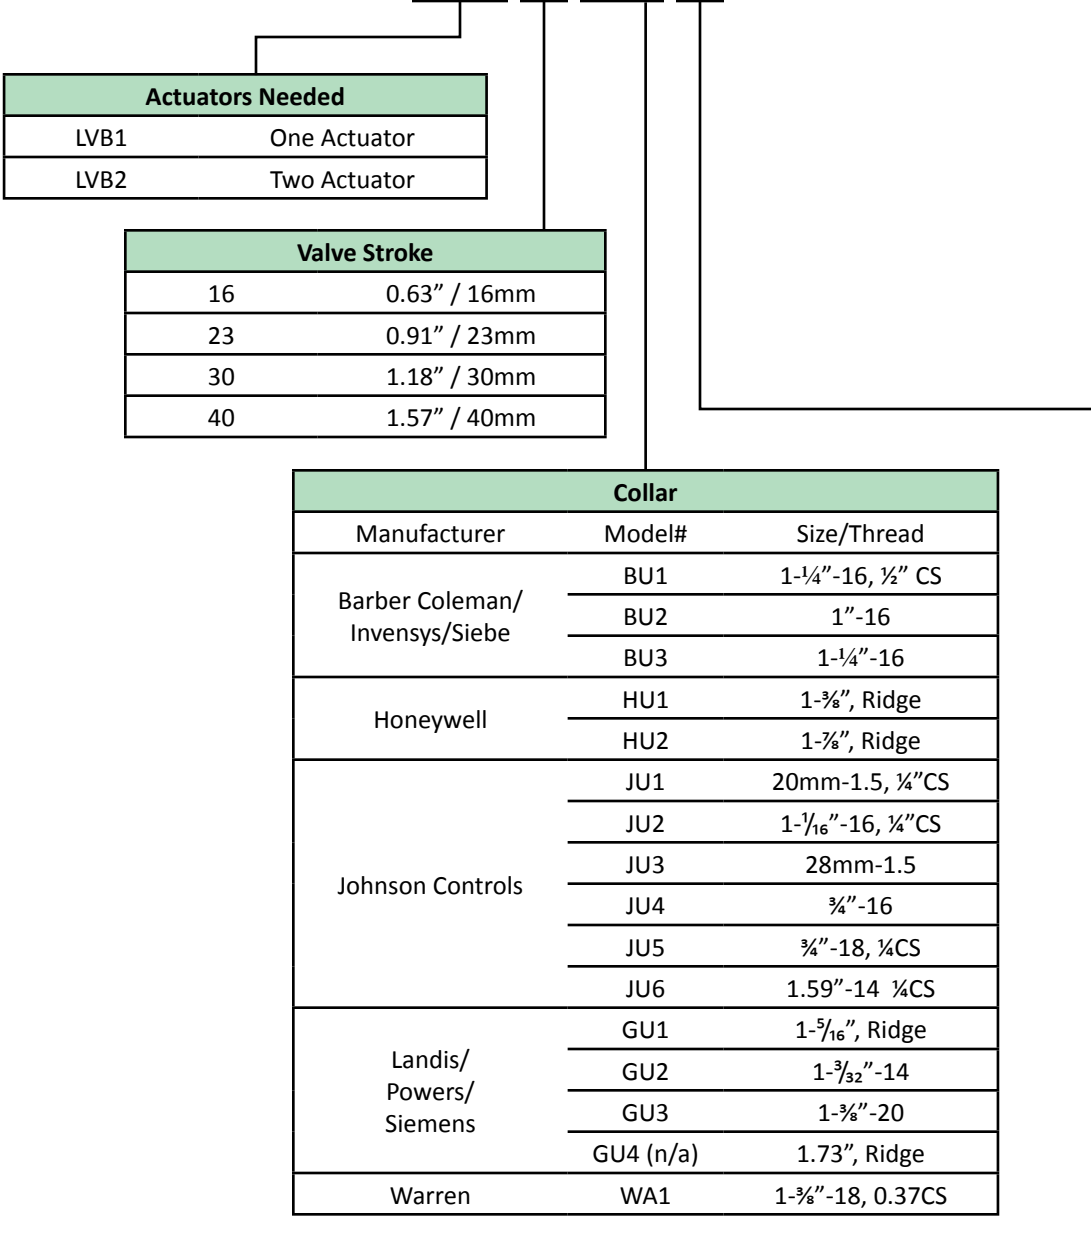 Actuators Needed
LVB1 One Actuator
LVB2 Two Actuator
Valve Stroke
16 0.63” / 16mm
23 0.91” / 23mm
30 1.18” / 30mm
40 1.57” / 40mm
Collar
Manufacturer Model# Size/Thread
Barber Coleman/
Invensys/Siebe
BU1 1-¼”-16, ½” CS
BU2 1”-16
BU3 1-¼”-16
Honeywell
HU1 1-⅜”, Ridge
HU2 1-⅞”, Ridge
Johnson Controls
JU1 20mm-1.5, ¼”CS
JU2 1-¹⁄₁₆”-16, ¼”CS
JU3 28mm-1.5
JU4 ¾”-16
JU5 ¾”-18, ¼CS
JU6 1.59”-14 ¼CS
Landis/
Powers/
Siemens
GU1 1-⁵⁄₁₆”, Ridge
GU2 1-³⁄₃₂”-14
GU3 1-⅜”-20
GU4 (n/a) 1.73”, Ridge
Warren WA1 1-⅜”-18, 0.37CS